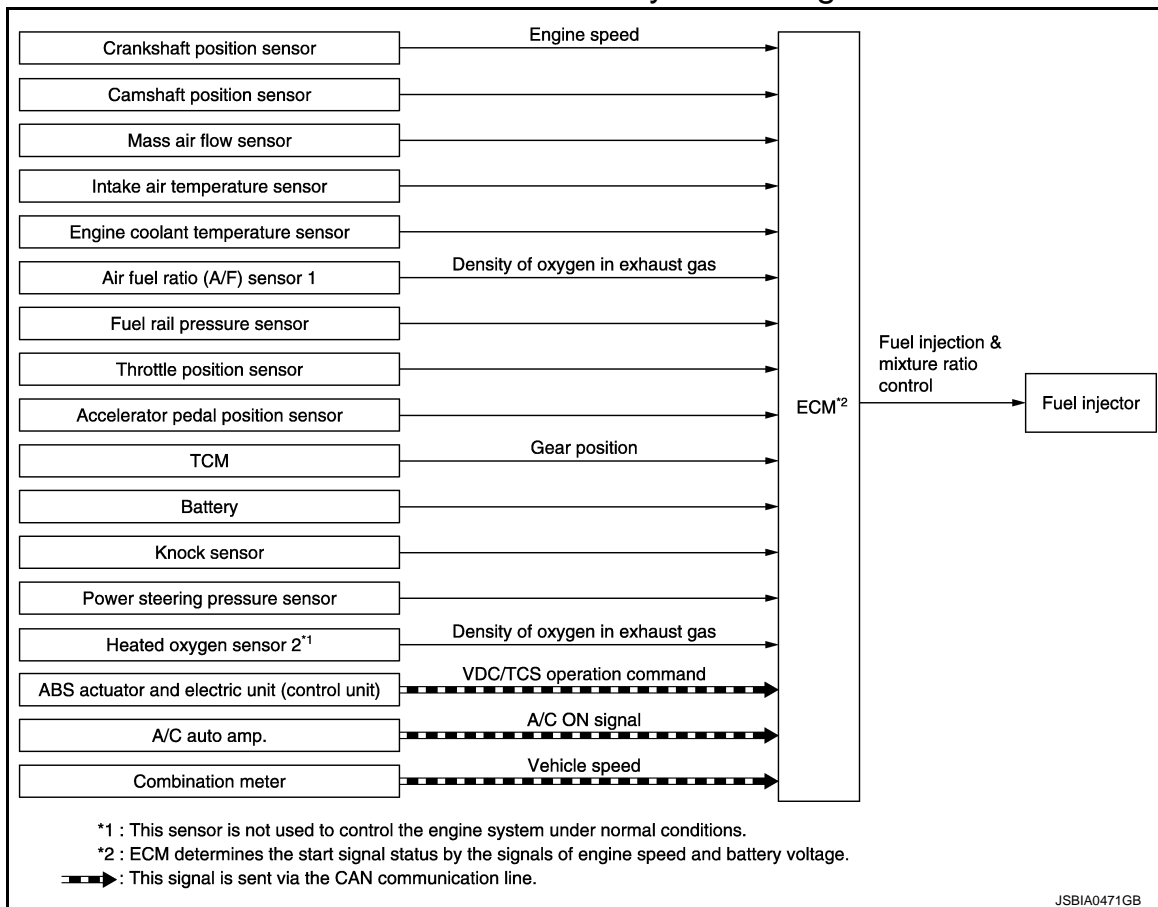 Crankshaft position sensor
Engine speed
Camshaft position sensor
Mass air flow sensor
Intake air temperature sensor
Engine coolant temperature sensor
Air fuel ratio (A/F) sensor 1
Density of oxygen in exhaust gas
Fuel rail pressure sensor
Throttle position sensor
Accelerator pedal position sensor
TCM
Gear position
Battery
Knock sensor
Power steering pressure sensor
Heated oxygen sensor 2*1
Density of oxygen in exhaust gas
ABS actuator and electric unit (control unit)
VDC/TCS operation command
A/C auto amp.
A/C ON signal
Combination meter
Vehicle speed
ECM*2
Fuel injection &
mixture ratio
control
Fuel injector
*1 : This sensor is not used to control the engine system under normal conditions.
*2 : ECM determines the start signal status by the signals of engine speed and battery voltage.
: This signal is sent via the CAN communication line.
JSBIA0471GB